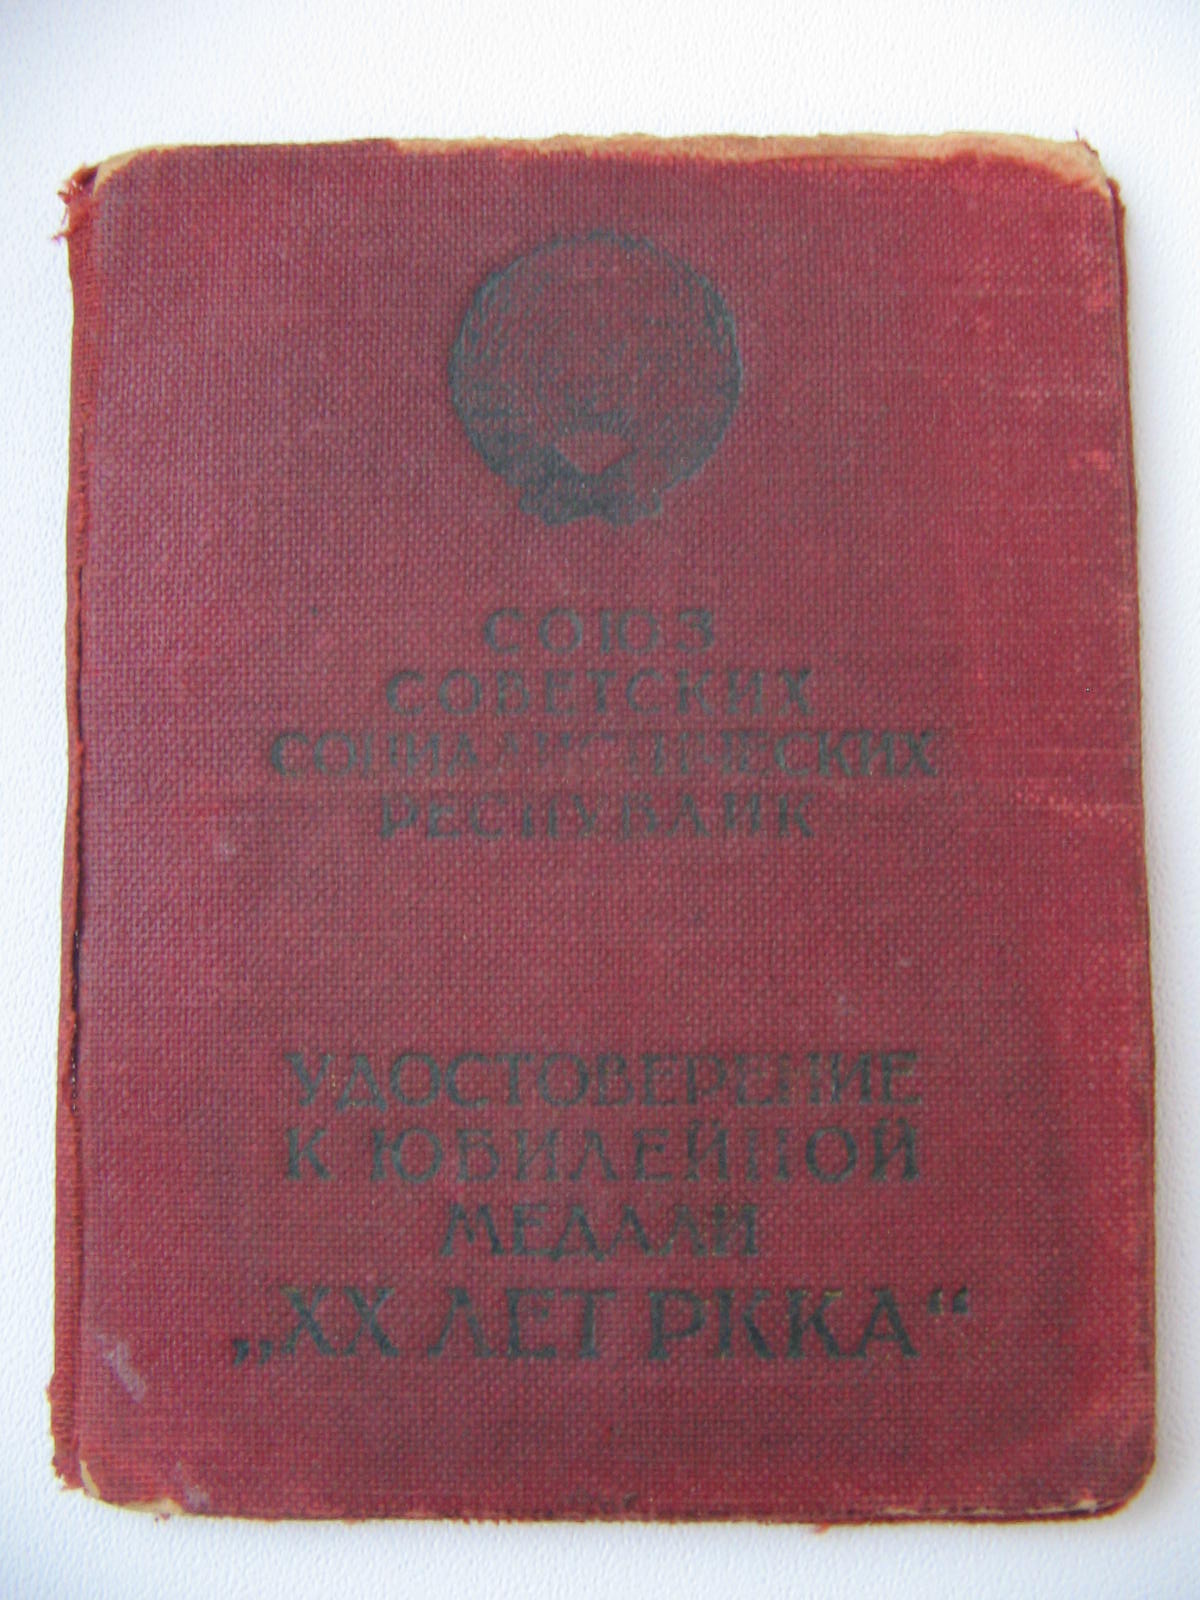 СОЮЗ
СОВЕТСКИХ
СОЦИАЛИСТИЧЕСКИХ
РЕСПУБЛИК
УДОСТОВЕРЕНИЕ
К ЮБИЛЕЙНОЙ
МЕДАЛИ
„XX ЛЕТ РККА“